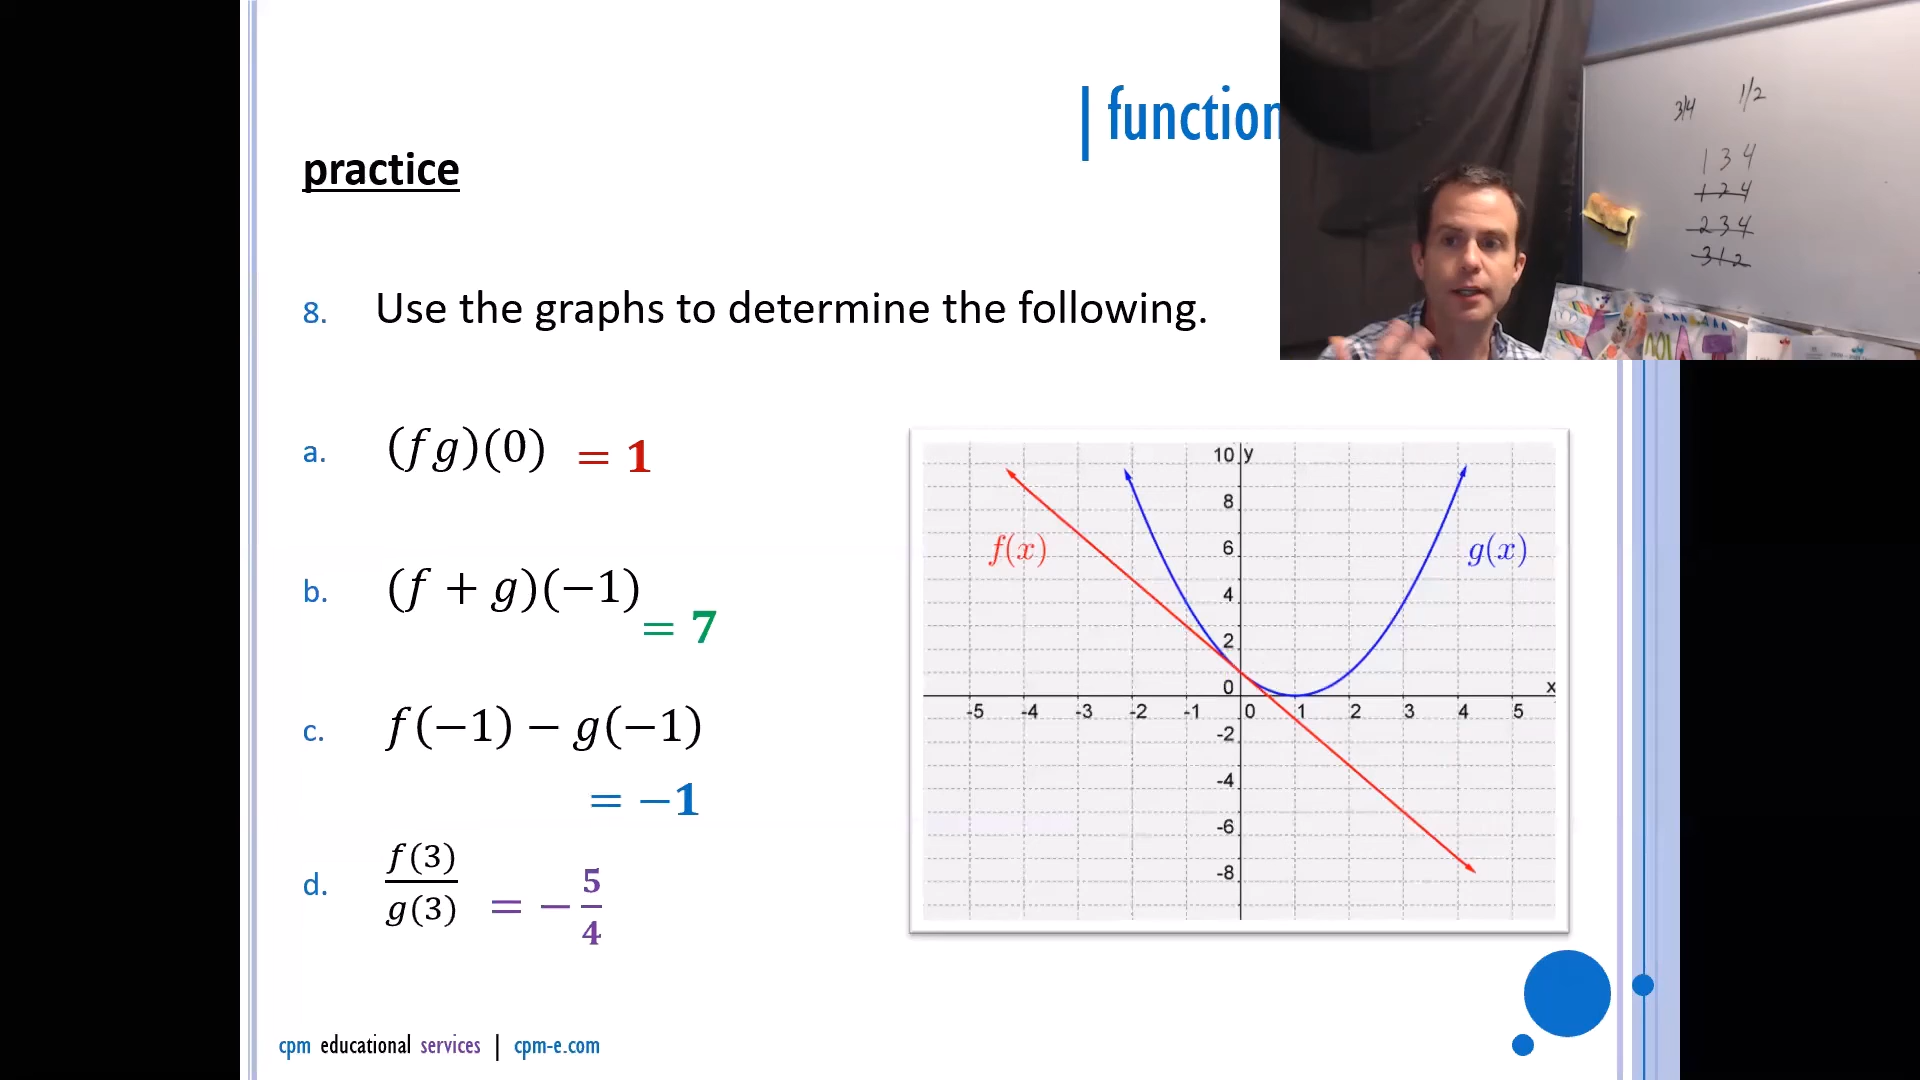 | function
practice
8. Use the graphs to determine the following.
a. (fg)(0) = 1
b. (f + g)(−1) = 7
c. f(−1) − g(−1)
= −1
d. f(3)/g(3) = −5/4
10 y
8
6
4
2
0
-2
-4
-6
-8
f(x)
g(x)
x
-5 -4 -3 -2 -1 0 1 2 3 4 5
cpm educational services | cpm-e.com
3/4 1/2
1 3 4
1 2 4
2 3 4
3 1 2